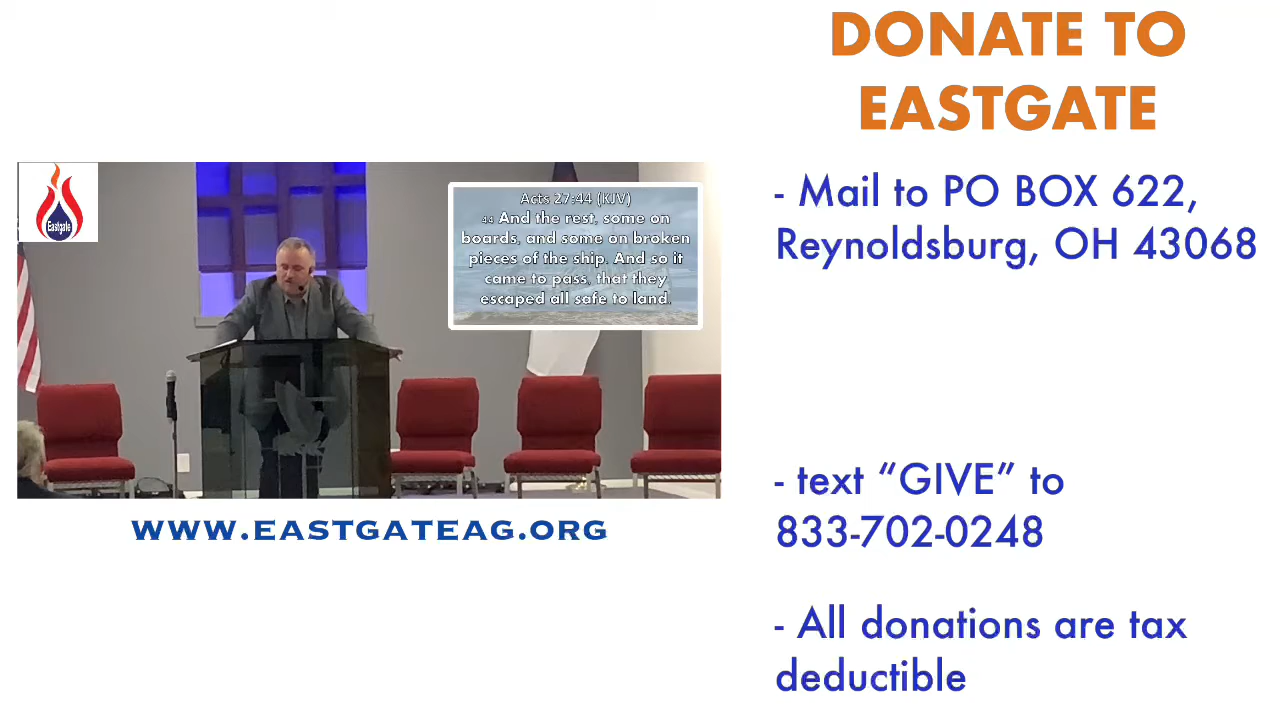 DONATE TO
EASTGATE
- Mail to PO BOX 622,
Reynoldsburg, OH 43068
Eastgate
Acts 27:44 (KJV)
44 And the rest, some on
boards, and some on broken
pieces of the ship. And so it
came to pass, that they
escaped all safe to land.
WWW.EASTGATEAG.ORG
- text “GIVE” to
833-702-0248
- All donations are tax
deductible